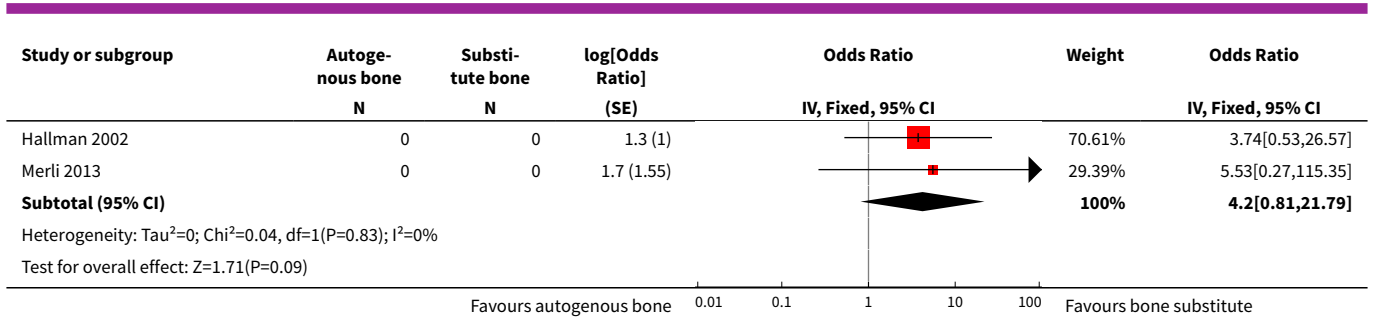 Study or subgroup Autoge- Substi- log[Odds Odds Ratio Weight Odds Ratio
nous bone tute bone Ratio]
N N (SE) IV, Fixed, 95% CI IV, Fixed, 95% CI
Hallman 2002 0 0 1.3 (1) 70.61% 3.74[0.53,26.57]
Merli 2013 0 0 1.7 (1.55) 29.39% 5.53[0.27,115.35]
Subtotal (95% CI) 100% 4.2[0.81,21.79]
Heterogeneity: Tau²=0; Chi²=0.04, df=1(P=0.83); I²=0%
Test for overall effect: Z=1.71(P=0.09)
Favours autogenous bone 0.01 0.1 1 10 100 Favours bone substitute